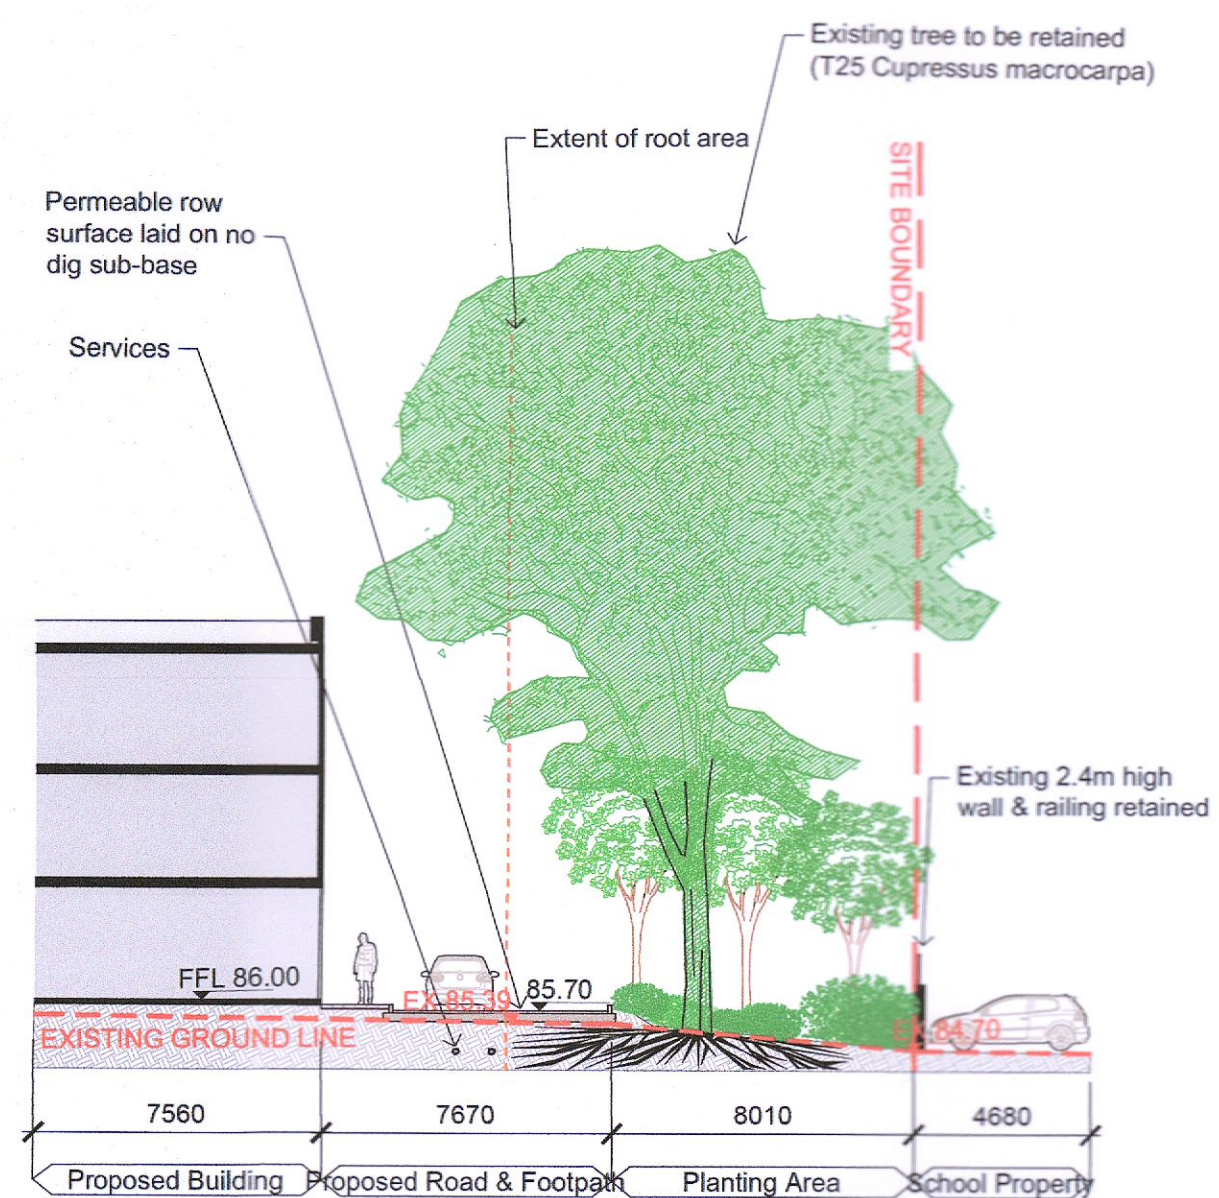 Existing tree to be retained
(T25 Cupressus macrocarpa)
Extent of root area
SITE BOUNDARY
Permeable row
surface laid on no
dig sub-base
Services
Existing 2.4m high
wall & railing retained
FFL 86.00
EX 85.39
85.70
EXISTING GROUND LINE
EX 84.70
7560
7670
8010
4680
Proposed Building
Proposed Road & Footpath
Planting Area
School Property